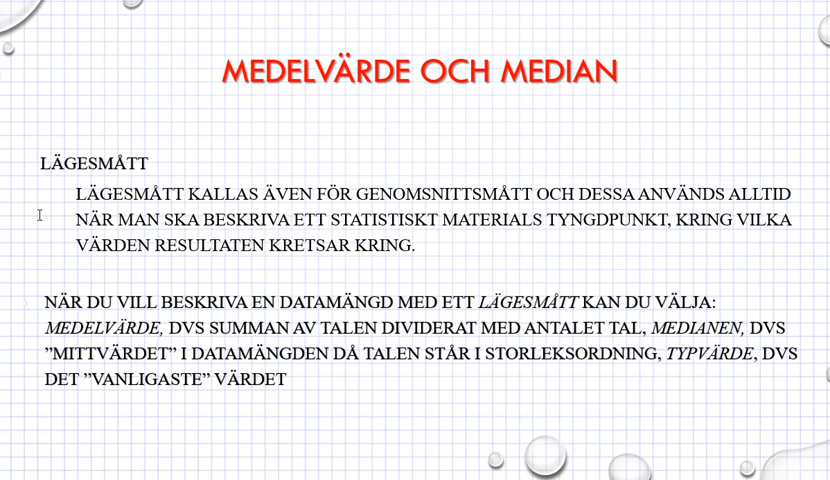 MEDELVÄRDE OCH MEDIAN
LÄGESMÅTT
LÄGESMÅTT KALLAS ÄVEN FÖR GENOMSNITTSMÅTT OCH DESSA ANVÄNDS ALLTID
NÄR MAN SKA BESKRIVA ETT STATISTISKT MATERIALS TYNGDPUNKT, KRING VILKA
VÄRDEN RESULTATEN KRETSAR KRING.
NÄR DU VILL BESKRIVA EN DATAMÄNGD MED ETT LÄGESMÅTT KAN DU VÄLJA:
MEDELVÄRDE, DVS SUMMAN AV TALEN DIVIDERAT MED ANTALET TAL, MEDIANEN, DVS
”MITTVÄRDET” I DATAMÄNGDEN DÅ TALEN STÅR I STORLEKSORDNING, TYPVÄRDE, DVS
DET ”VANLIGASTE” VÄRDET